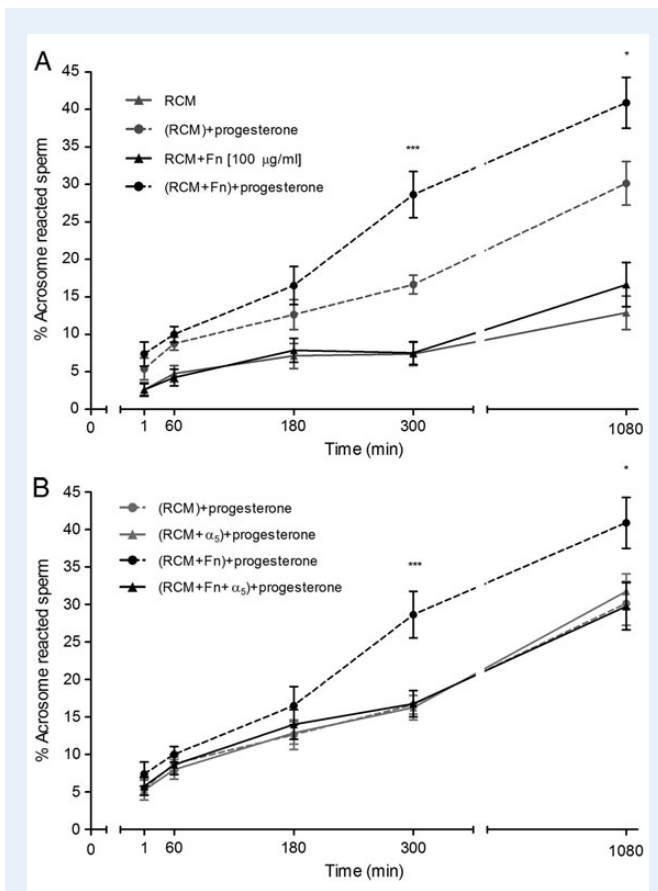 A
45
40
35
30
25
20
15
10
5
0
% Acrosome reacted sperm
RCM
(RCM)+progesterone
RCM+Fn [100 μg/ml]
(RCM+Fn)+progesterone
***
*
0 1 60 180 300 1080
Time (min)
B
45
40
35
30
25
20
15
10
5
0
% Acrosome reacted sperm
(RCM)+progesterone
(RCM+α₅)+progesterone
(RCM+Fn)+progesterone
(RCM+Fn+α₅)+progesterone
***
*
0 1 60 180 300 1080
Time (min)